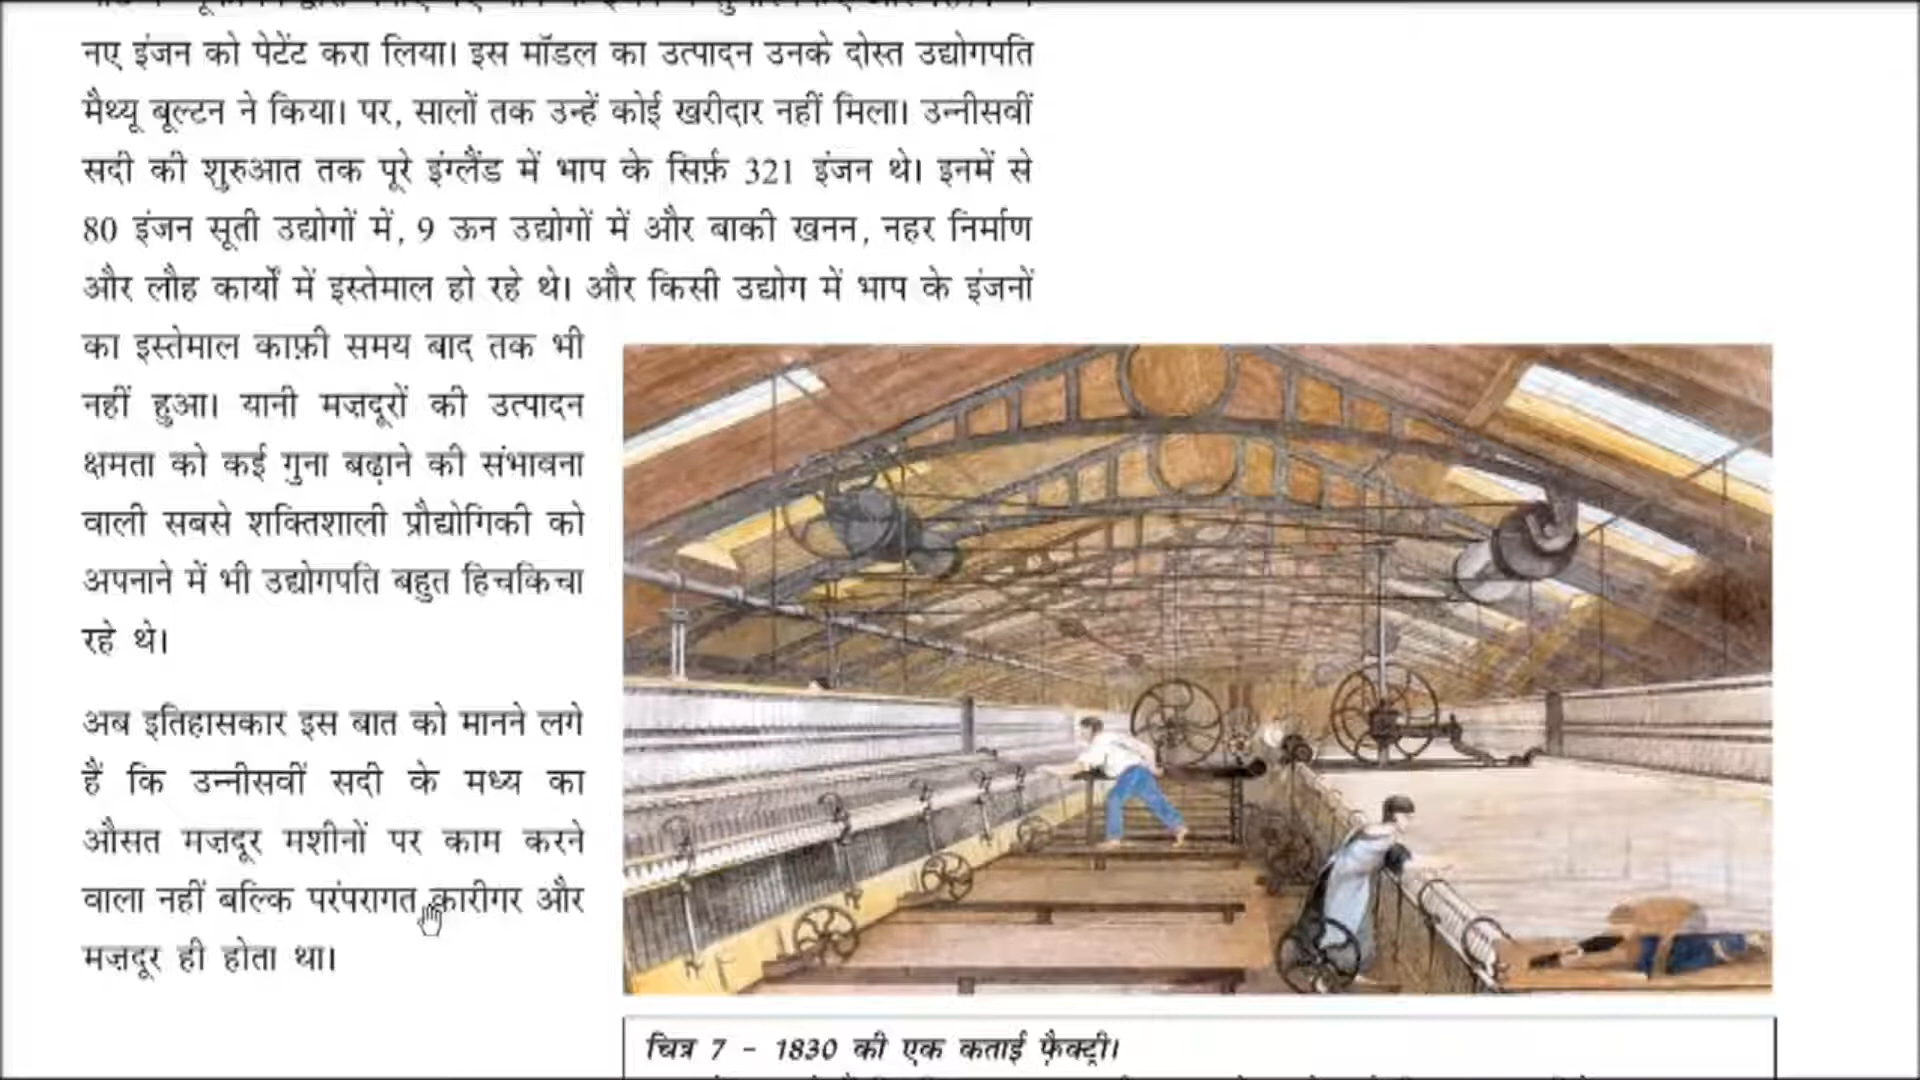 नए इंजन को पेटेंट करा लिया। इस मॉडल का उत्पादन उनके दोस्त उद्योगपति
मैथ्यू बूल्टन ने किया। पर, सालों तक उन्हें कोई खरीदार नहीं मिला। उन्नीसवीं
सदी की शुरुआत तक पूरे इंग्लैंड में भाप के सिर्फ़ 321 इंजन थे। इनमें से
80 इंजन सूती उद्योगों में, 9 ऊन उद्योगों में और बाकी खनन, नहर निर्माण
और लौह कार्यों में इस्तेमाल हो रहे थे। और किसी उद्योग में भाप के इंजनों
का इस्तेमाल काफ़ी समय बाद तक भी
नहीं हुआ। यानी मज़दूरों की उत्पादन
क्षमता को कई गुना बढ़ाने की संभावना
वाली सबसे शक्तिशाली प्रौद्योगिकी को
अपनाने में भी उद्योगपति बहुत हिचकिचा
रहे थे।
अब इतिहासकार इस बात को मानने लगे
हैं कि उन्नीसवीं सदी के मध्य का
औसत मज़दूर मशीनों पर काम करने
वाला नहीं बल्कि परंपरागत कारीगर और
मज़दूर ही होता था।
चित्र 7 - 1830 की एक कताई फ़ैक्ट्री।